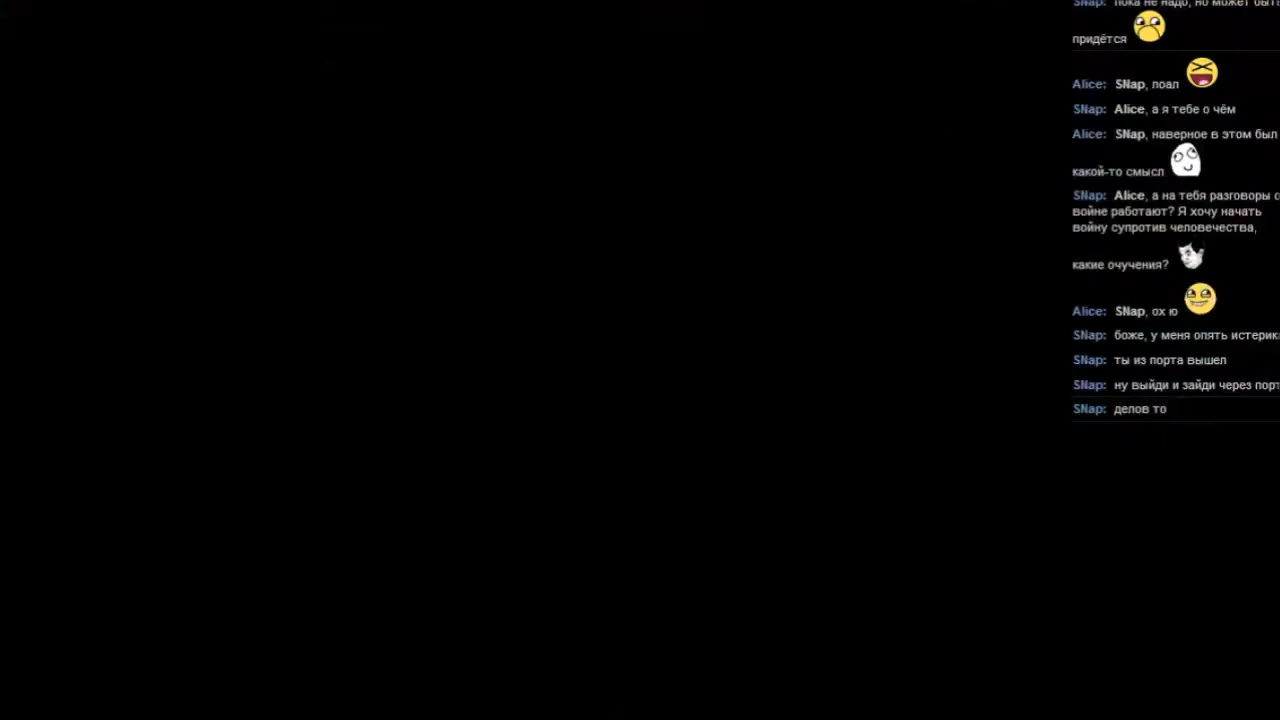 SNap: пока не надо, но может быть
придётся
Alice: SNap, лоал
SNap: Alice, а я тебе о чём
Alice: SNap, наверное в этом был
какой-то смысл
SNap: Alice, а на тебя разговоры о
войне работают? Я хочу начать
войну супротив человечества,
какие очучения?
Alice: SNap, ох ю
SNap: боже, у меня опять истерик
SNap: ты из порта вышел
SNap: ну выйди и зайди через порт
SNap: делов то